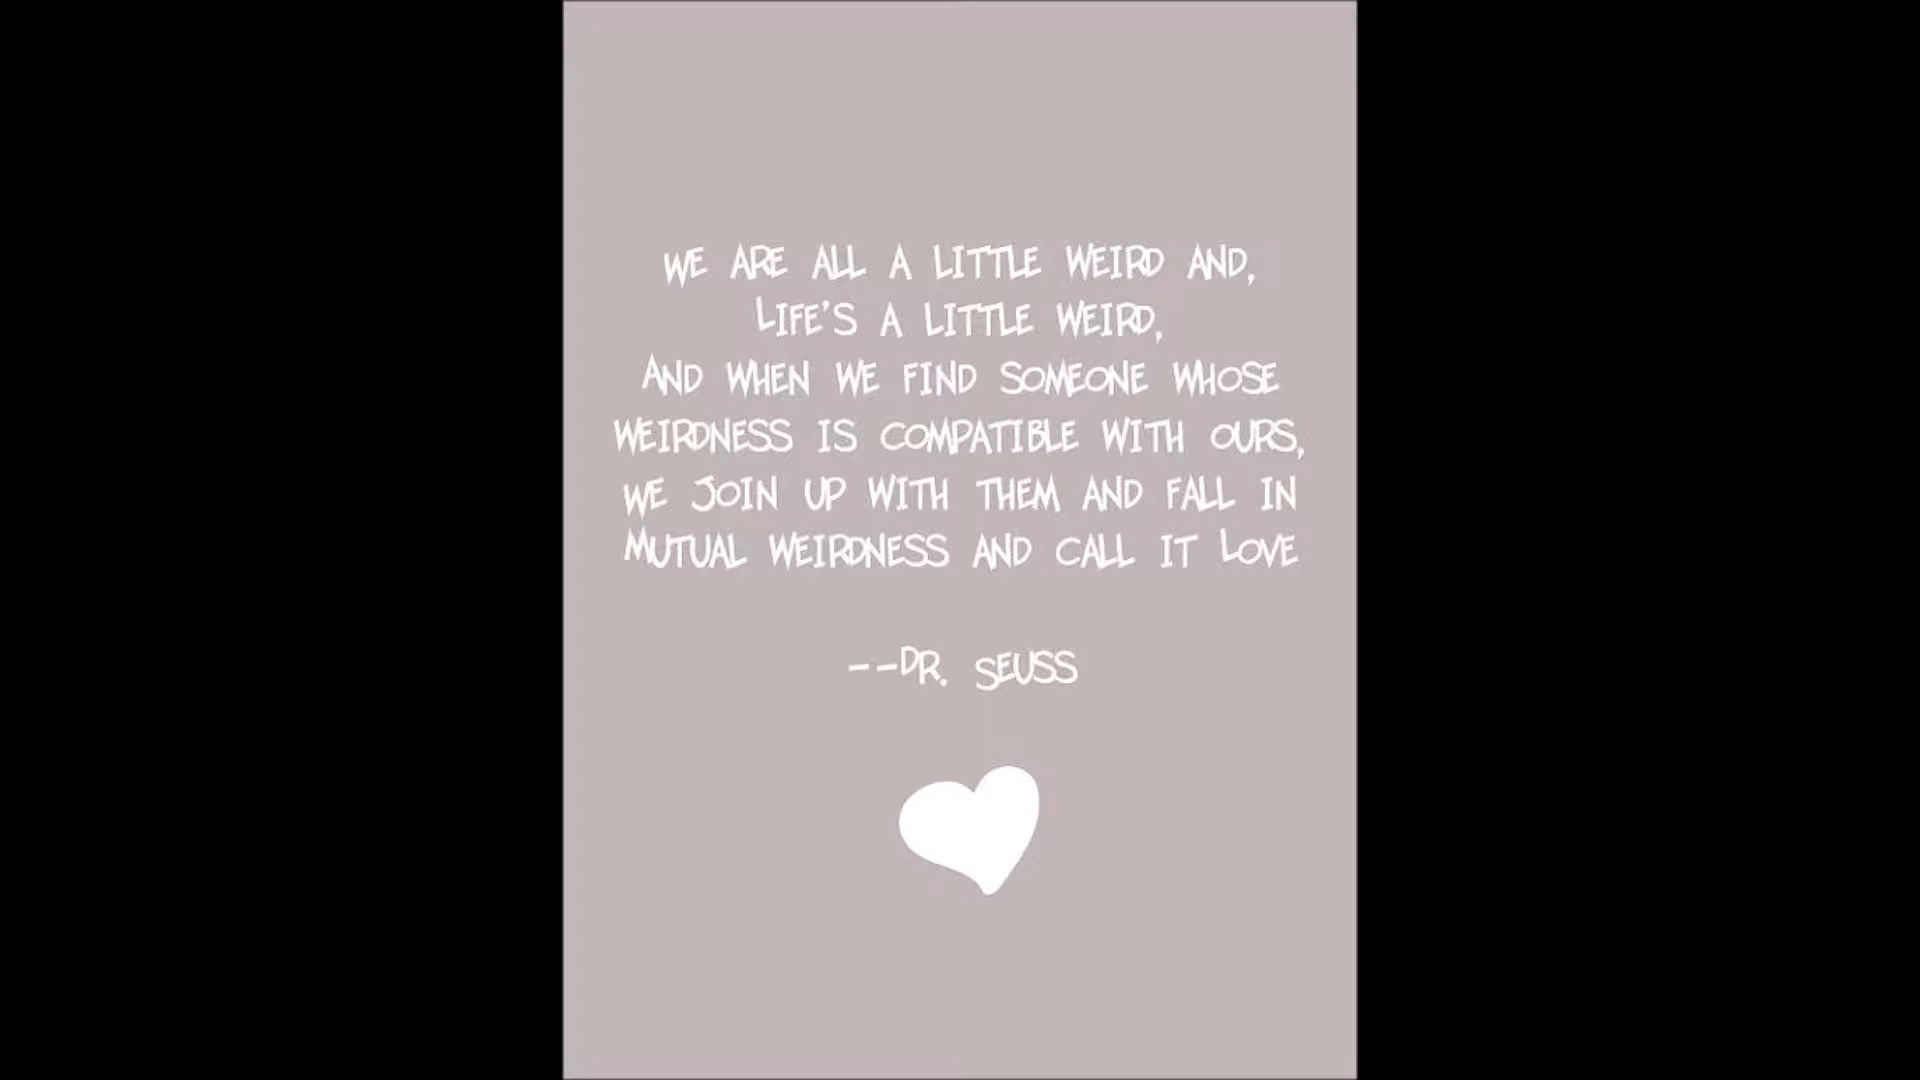 WE ARE ALL A LITTLE WEIRD AND,
LIFE'S A LITTLE WEIRD,
AND WHEN WE FIND SOMEONE WHOSE
WEIRDNESS IS COMPATIBLE WITH OURS,
WE JOIN UP WITH THEM AND FALL IN
MUTUAL WEIRDNESS AND CALL IT LOVE
--DR. SEUSS